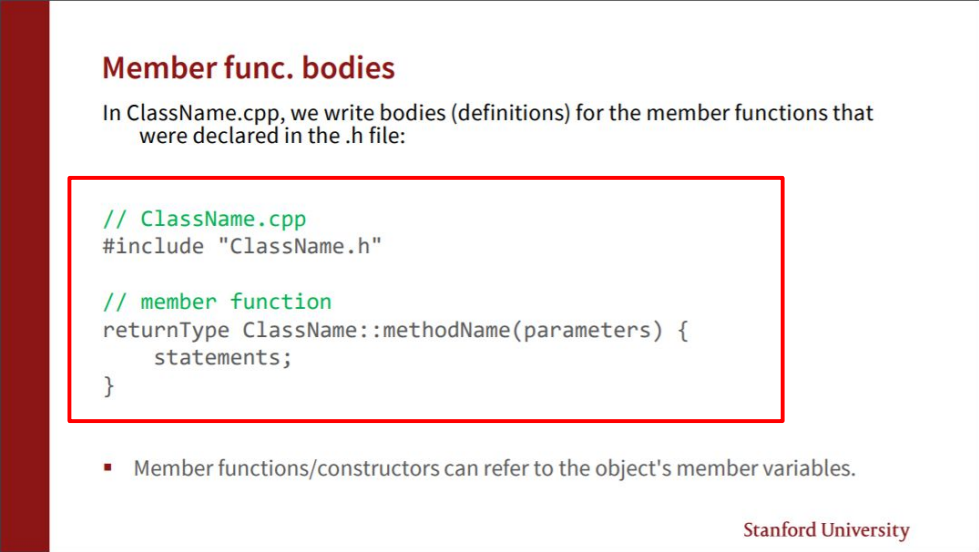 Member func. bodies
In ClassName.cpp, we write bodies (definitions) for the member functions that
were declared in the .h file:
// ClassName.cpp
#include "ClassName.h"
// member function
returnType ClassName::methodName(parameters) {
    statements;
}
▪ Member functions/constructors can refer to the object's member variables.
Stanford University